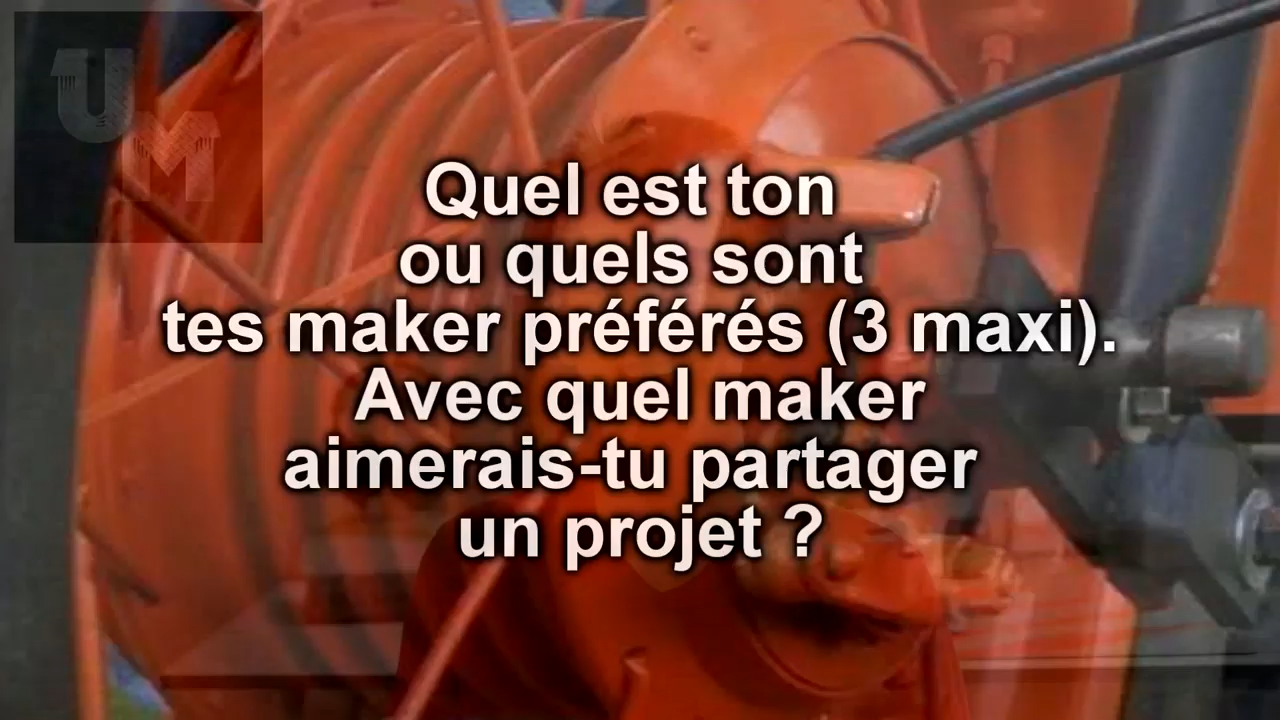 UM
Quel est ton
ou quels sont
tes maker préférés (3 maxi).
Avec quel maker
aimerais-tu partager
un projet ?